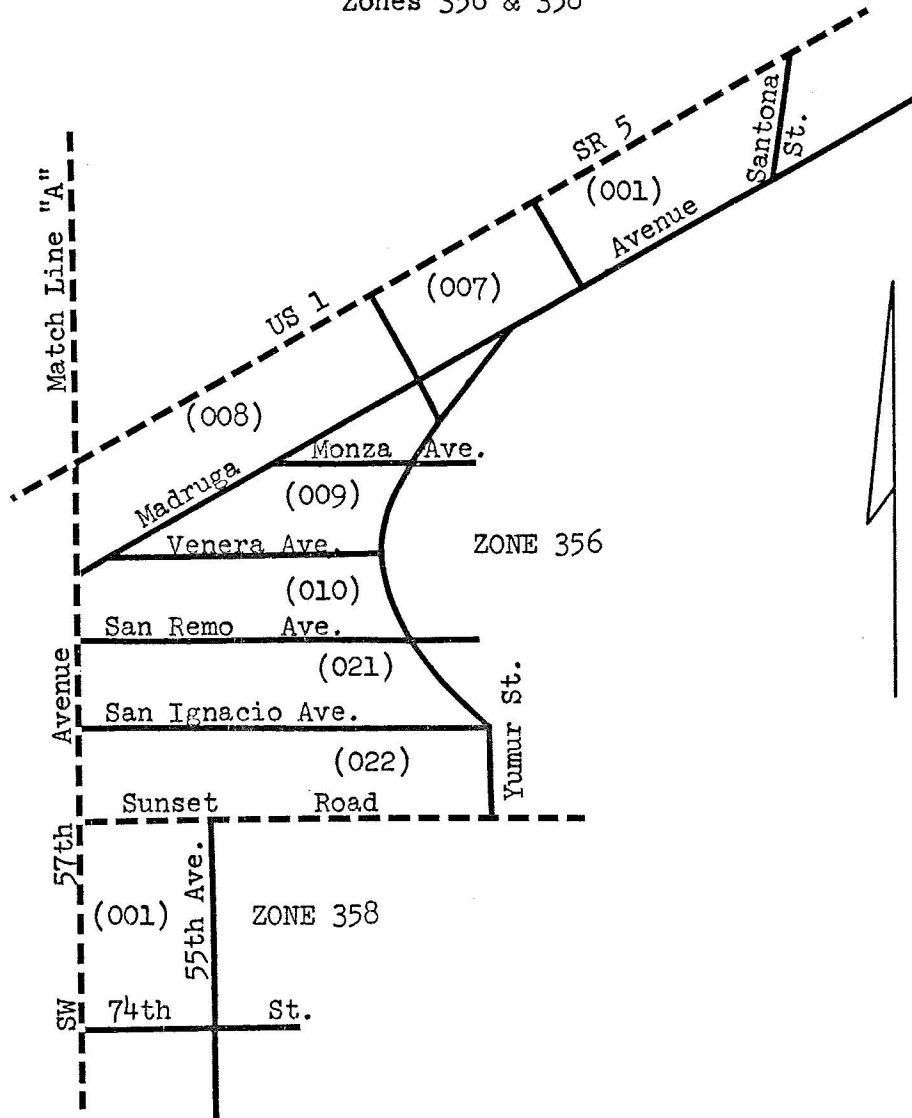 Zones 356 & 358
SR 5
Santona
St.
(001)
Avenue
Match Line "A"
(007)
US 1
(008)
Monza Ave.
Madruga
(009)
Venera Ave.
ZONE 356
(010)
San Remo Ave.
(021)
San Ignacio Ave.
(022)
Yumur St.
Sunset Road
SW 57th Avenue
(001)
55th Ave.
ZONE 358
74th St.